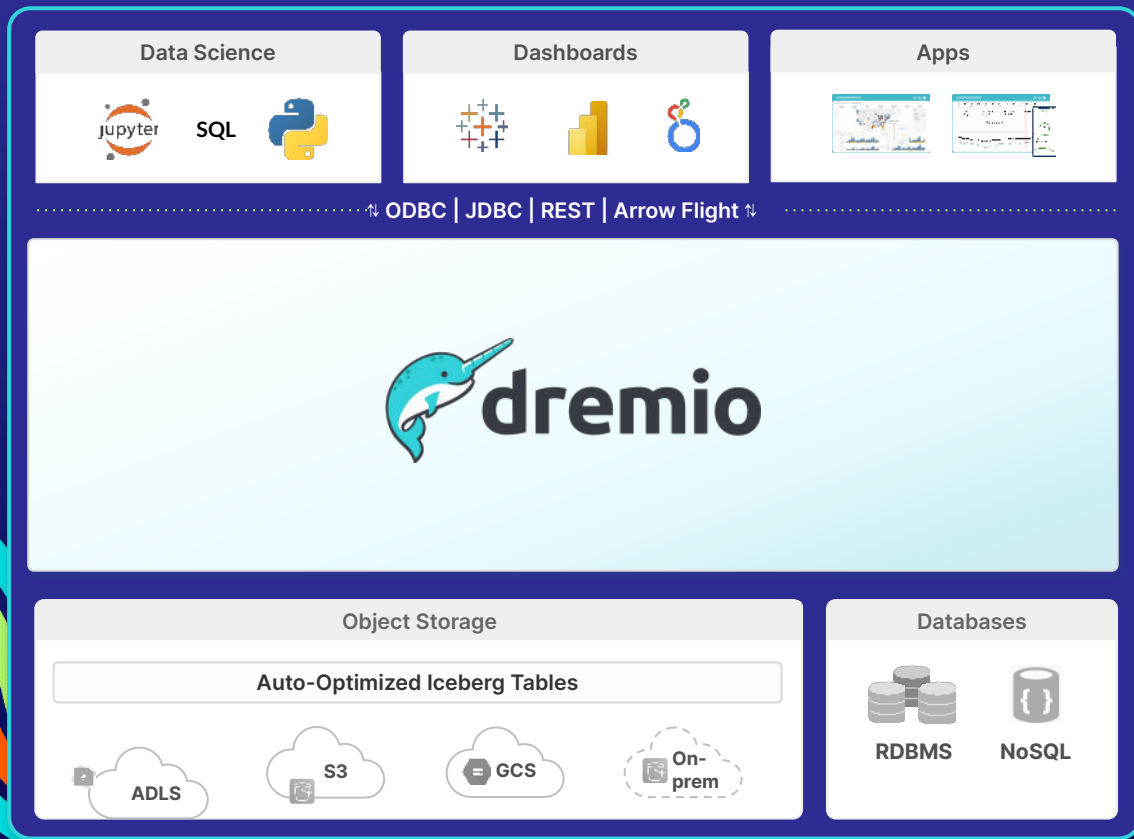 Data Science
Dashboards
Apps
jupyter
SQL
⇅ ODBC | JDBC | REST | Arrow Flight ⇅
dremio
Object Storage
Databases
Auto-Optimized Iceberg Tables
ADLS
S3
GCS
On-
prem
{ }
RDBMS
NoSQL